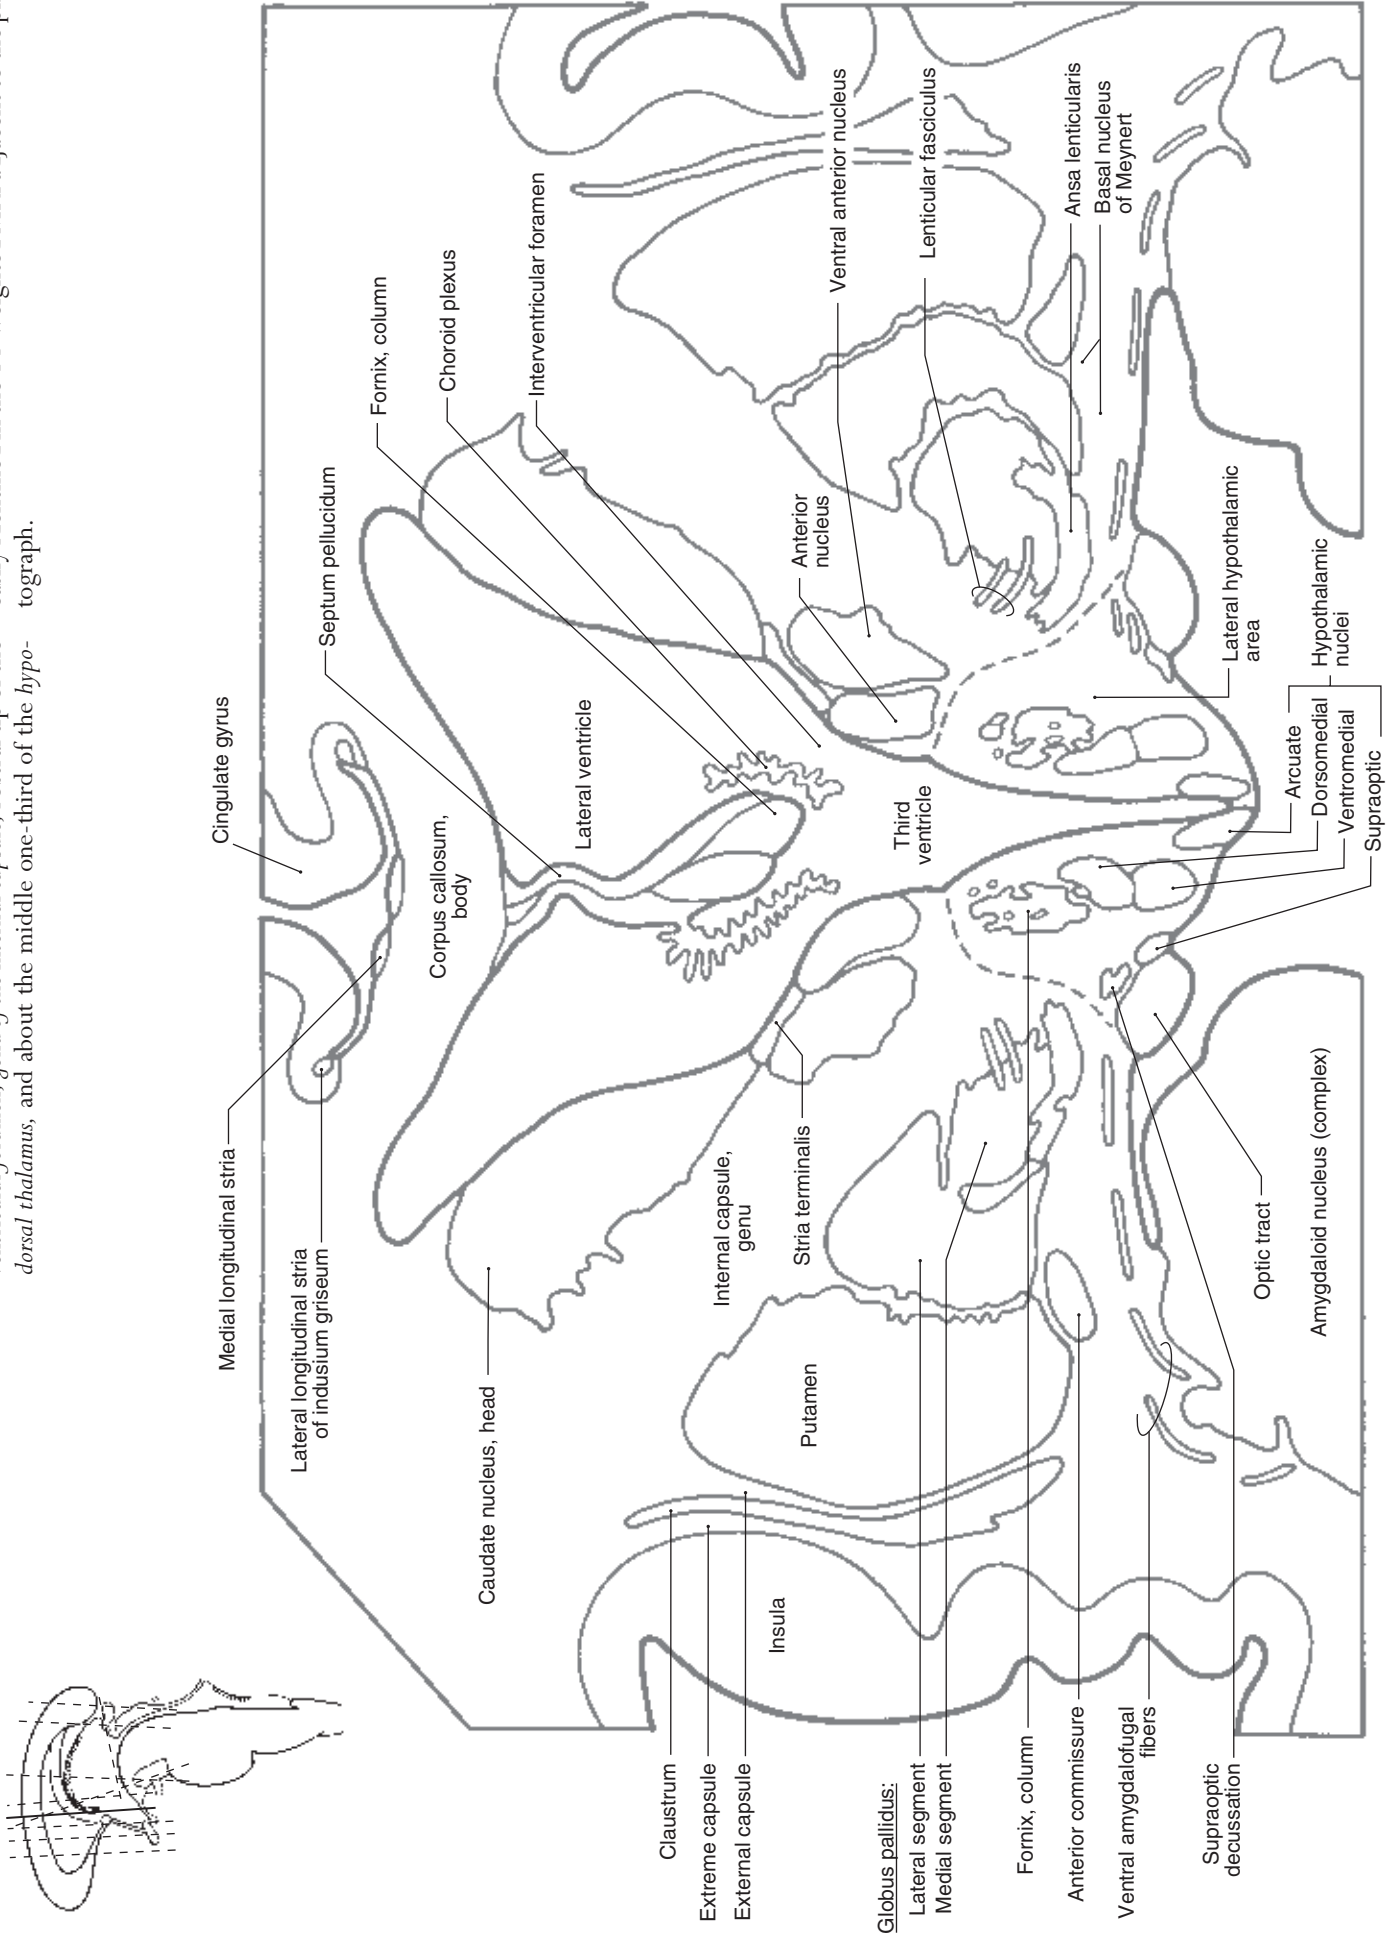 dorsal thalamus, and about the middle one-third of the hypo-
tograph.
Cingulate gyrus
Medial longitudinal stria
Lateral longitudinal stria
of indusium griseum
Septum pellucidum
Fornix, column
Choroid plexus
Interventricular foramen
Corpus callosum,
body
Lateral ventricle
Caudate nucleus, head
Internal capsule,
genu
Stria terminalis
Anterior
nucleus
Ventral anterior nucleus
Lenticular fasciculus
Ansa lenticularis
Basal nucleus
of Meynert
Third
ventricle
Putamen
Insula
Claustrum
Extreme capsule
External capsule
Globus pallidus:
Lateral segment
Medial segment
Fornix, column
Anterior commissure
Ventral amygdalofugal
fibers
Supraoptic
decussation
Optic tract
Amygdaloid nucleus (complex)
Lateral hypothalamic
area
Hypothalamic
nuclei
Arcuate
Dorsomedial
Ventromedial
Supraoptic